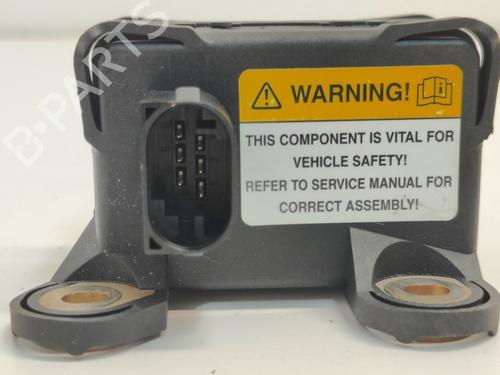 B-PARTS
WARNING!
THIS COMPONENT IS VITAL FOR
VEHICLE SAFETY!
REFER TO SERVICE MANUAL FOR
CORRECT ASSEMBLY!